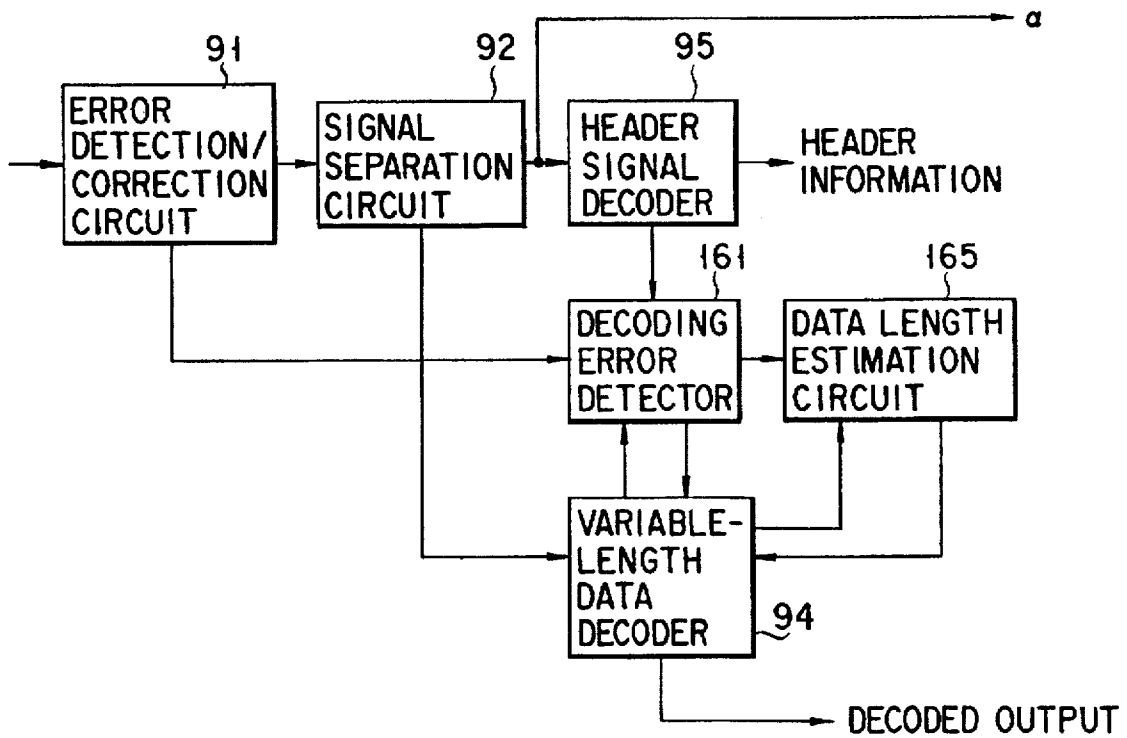 α
91
ERROR
DETECTION/
CORRECTION
CIRCUIT
92
SIGNAL
SEPARATION
CIRCUIT
95
HEADER
SIGNAL
DECODER
HEADER
INFORMATION
161
DECODING
ERROR
DETECTOR
165
DATA LENGTH
ESTIMATION
CIRCUIT
VARIABLE-
LENGTH
DATA
DECODER
94
DECODED OUTPUT